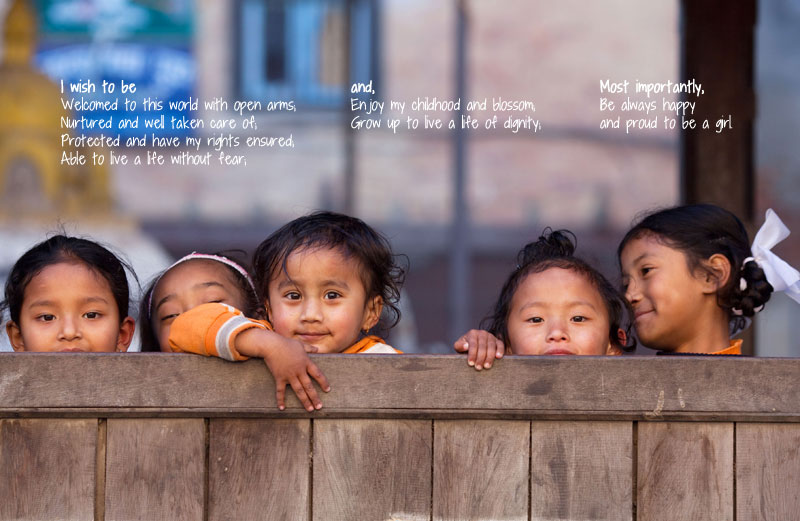 I wish to be
Welcomed to this world with open arms;
Nurtured and well taken care of;
Protected and have my rights ensured;
Able to live a life without fear;
and,
Enjoy my childhood and blossom;
Grow up to live a life of dignity;
Most importantly,
Be always happy
and proud to be a girl.